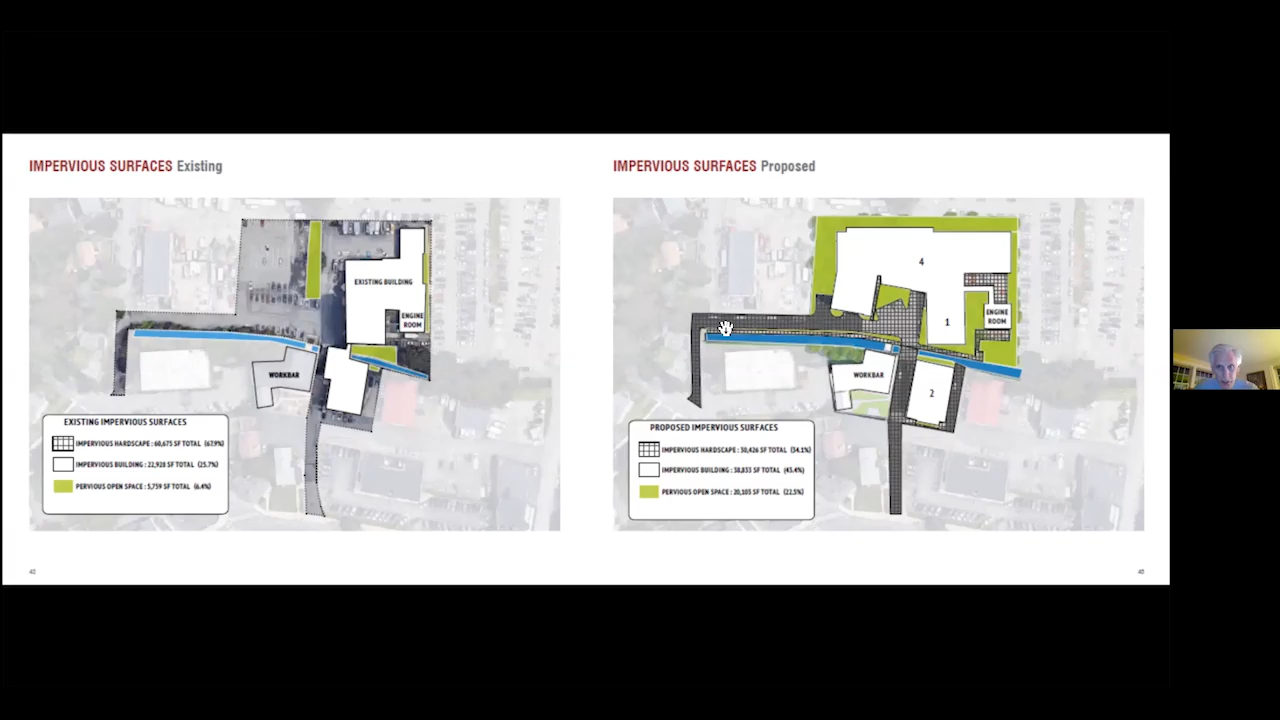 IMPERVIOUS SURFACES Existing
EXISTING BUILDING
ENGINE
ROOM
WORKBAR
EXISTING IMPERVIOUS SURFACES
IMPERVIOUS HARDSCAPE : 60,675 SF TOTAL (67.9%)
IMPERVIOUS BUILDING : 22,928 SF TOTAL (25.7%)
PERVIOUS OPEN SPACE : 5,759 SF TOTAL (6.4%)
42
IMPERVIOUS SURFACES Proposed
4
1
ENGINE
ROOM
WORKBAR
2
PROPOSED IMPERVIOUS SURFACES
IMPERVIOUS HARDSCAPE : 30,426 SF TOTAL (34.1%)
IMPERVIOUS BUILDING : 38,833 SF TOTAL (43.4%)
PERVIOUS OPEN SPACE : 20,103 SF TOTAL (22.5%)